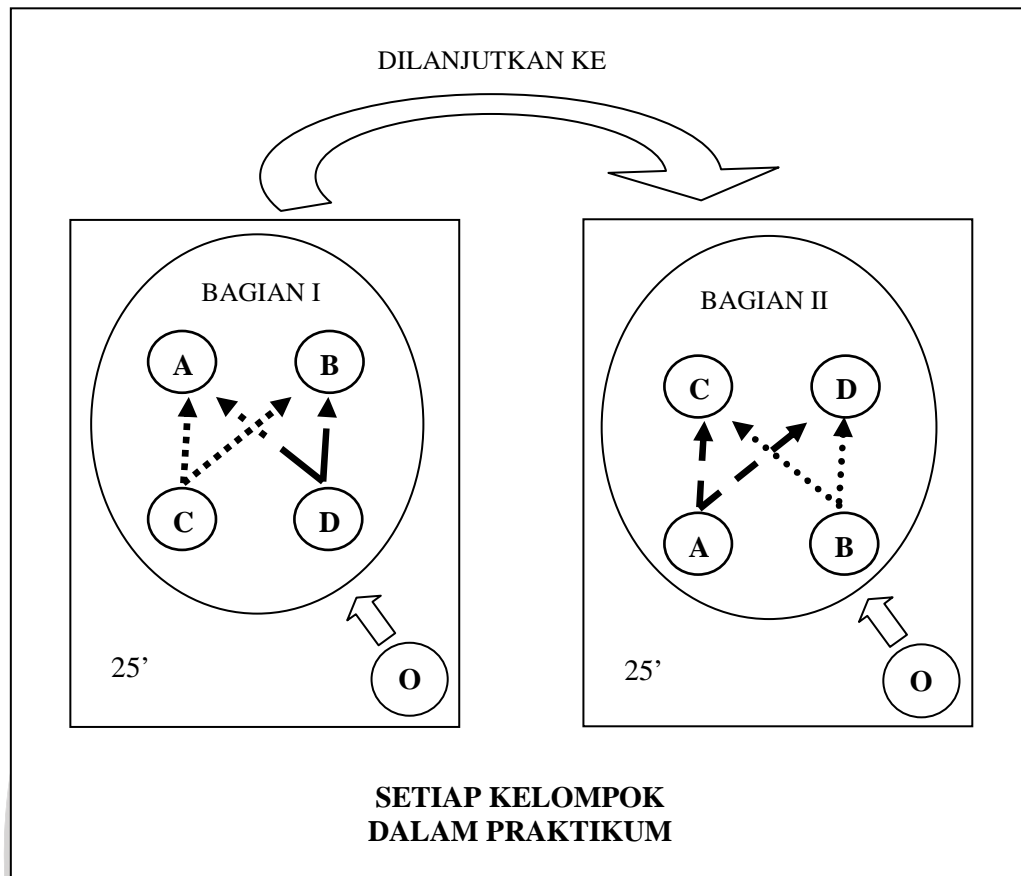 DILANJUTKAN KE
BAGIAN I
A
B
C
D
25’
O
BAGIAN II
C
D
A
B
25’
O
SETIAP KELOMPOK
DALAM PRAKTIKUM